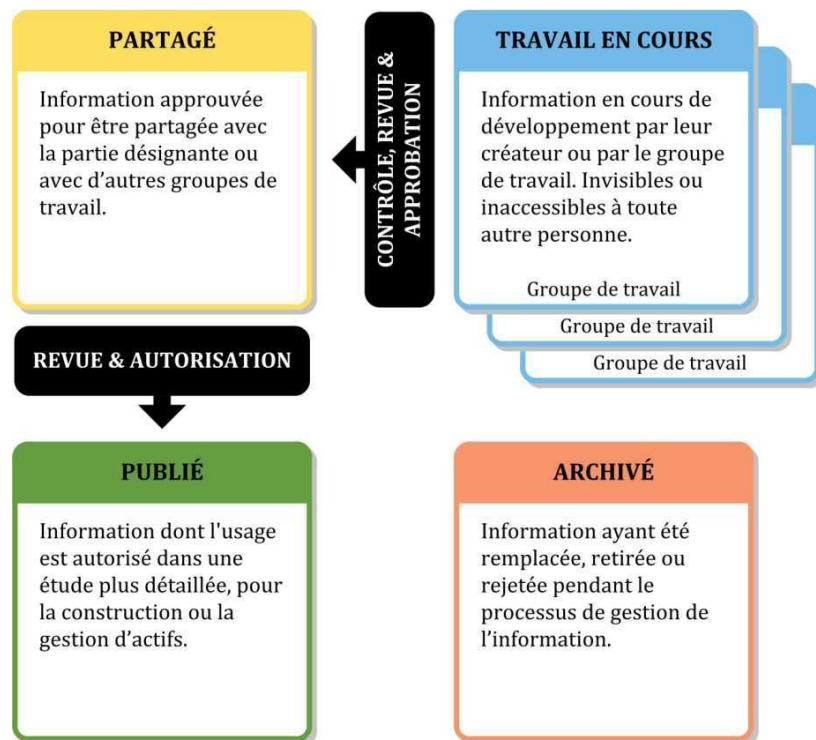 PARTAGÉ
Information approuvée
pour être partagée avec
la partie désignante ou
avec d’autres groupes de
travail.
CONTRÔLE, REVUE &
APPROBATION
TRAVAIL EN COURS
Information en cours de
développement par leur
créateur ou par le groupe
de travail. Invisibles ou
inaccessibles à toute
autre personne.
Groupe de travail
Groupe de travail
Groupe de travail
REVUE & AUTORISATION
PUBLIÉ
Information dont l'usage
est autorisé dans une
étude plus détaillée, pour
la construction ou la
gestion d’actifs.
ARCHIVÉ
Information ayant été
remplacée, retirée ou
rejetée pendant le
processus de gestion de
l’information.